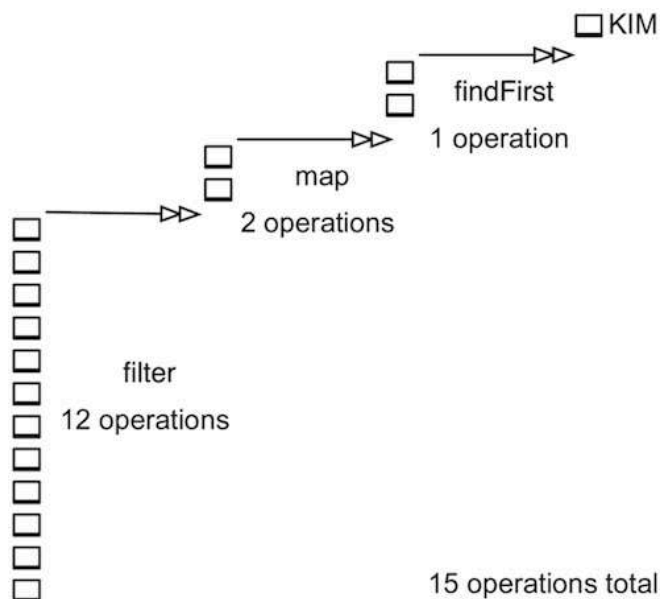 KIM
findFirst
1 operation
map
2 operations
filter
12 operations
15 operations total